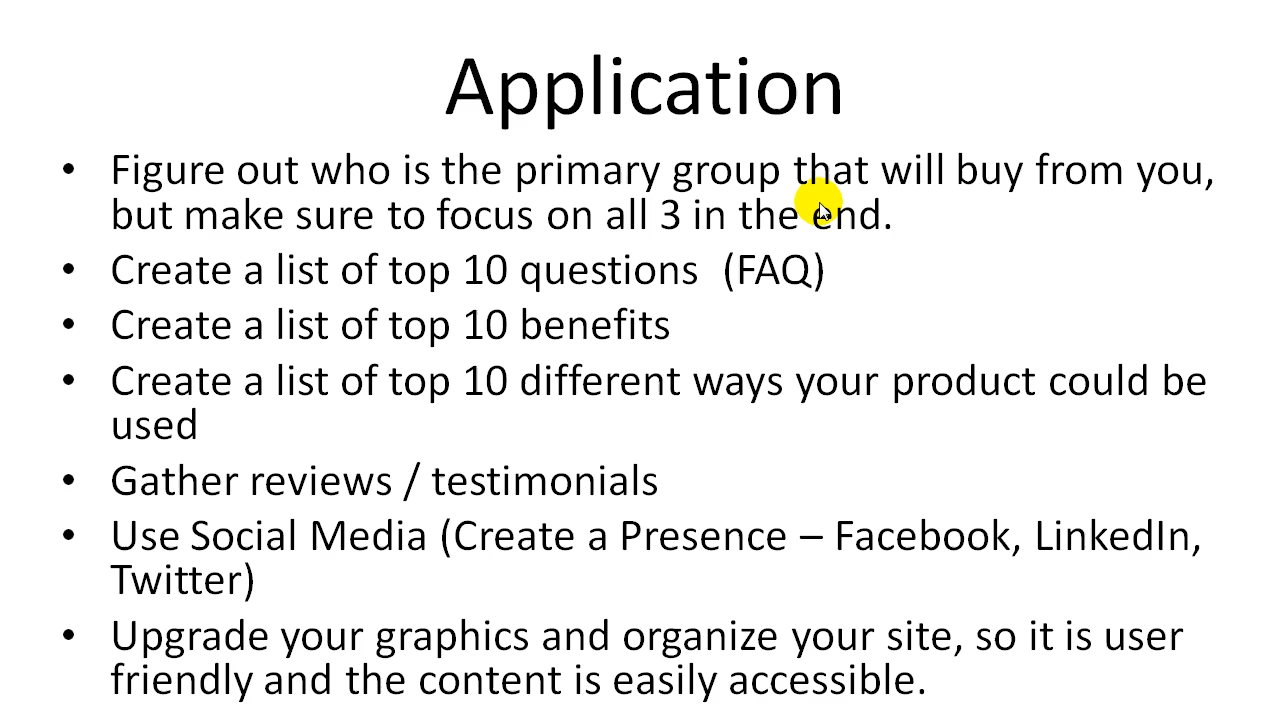 Application
• Figure out who is the primary group that will buy from you,
but make sure to focus on all 3 in the end.
• Create a list of top 10 questions (FAQ)
• Create a list of top 10 benefits
• Create a list of top 10 different ways your product could be
used
• Gather reviews / testimonials
• Use Social Media (Create a Presence – Facebook, LinkedIn,
Twitter)
• Upgrade your graphics and organize your site, so it is user
friendly and the content is easily accessible.